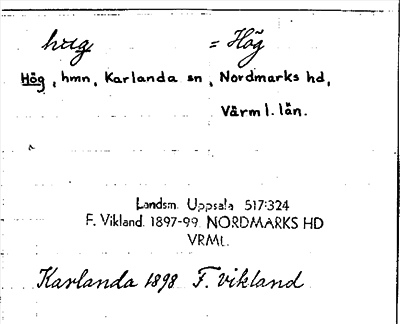 hug = Hög
Hög, hmn, Karlanda sn, Nordmarks hd,
Värml. län.
Landsm. Uppsala 517:324
F. Vikland. 1897-99. NORDMARKS HD
VRML.
Karlanda 1898 F. Vikland